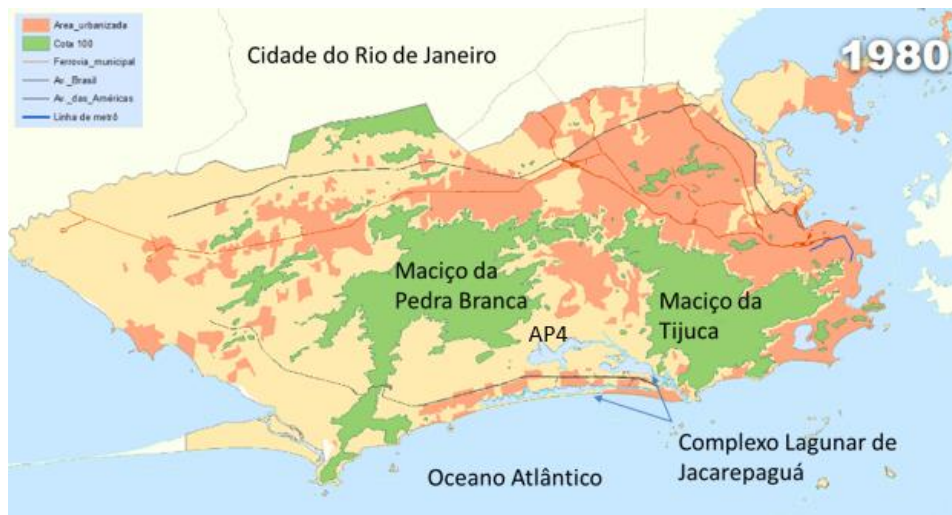 Area_urbanizada
Cota 100
Ferrovia_municipal
Av._Brasil
Av._das_Américas
Linha de metrô
Cidade do Rio de Janeiro
1980
Maciço da
Pedra Branca
Maciço da
Tijuca
AP4
Complexo Lagunar de
Jacarepaguá
Oceano Atlântico